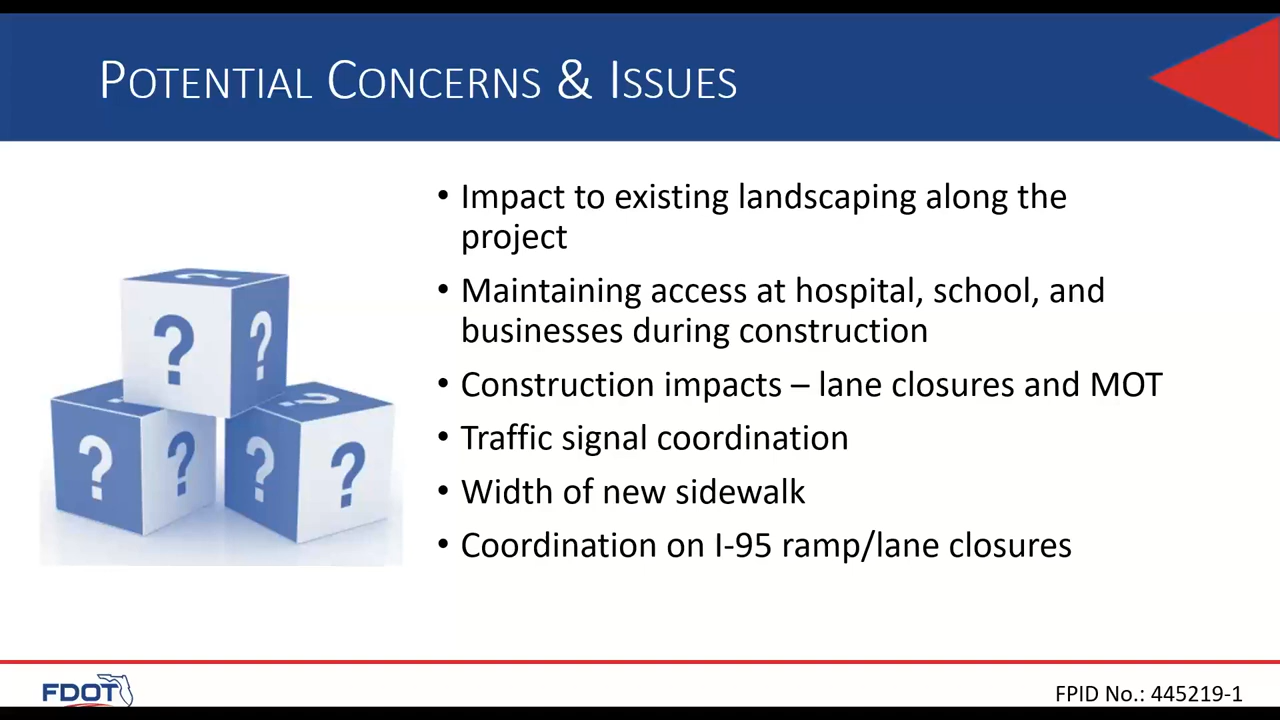 POTENTIAL CONCERNS & ISSUES
• Impact to existing landscaping along the
project
• Maintaining access at hospital, school, and
businesses during construction
• Construction impacts – lane closures and MOT
• Traffic signal coordination
• Width of new sidewalk
• Coordination on I-95 ramp/lane closures
? ? ?
? ? ? ?
? ? ?
FDOT
FPID No.: 445219-1